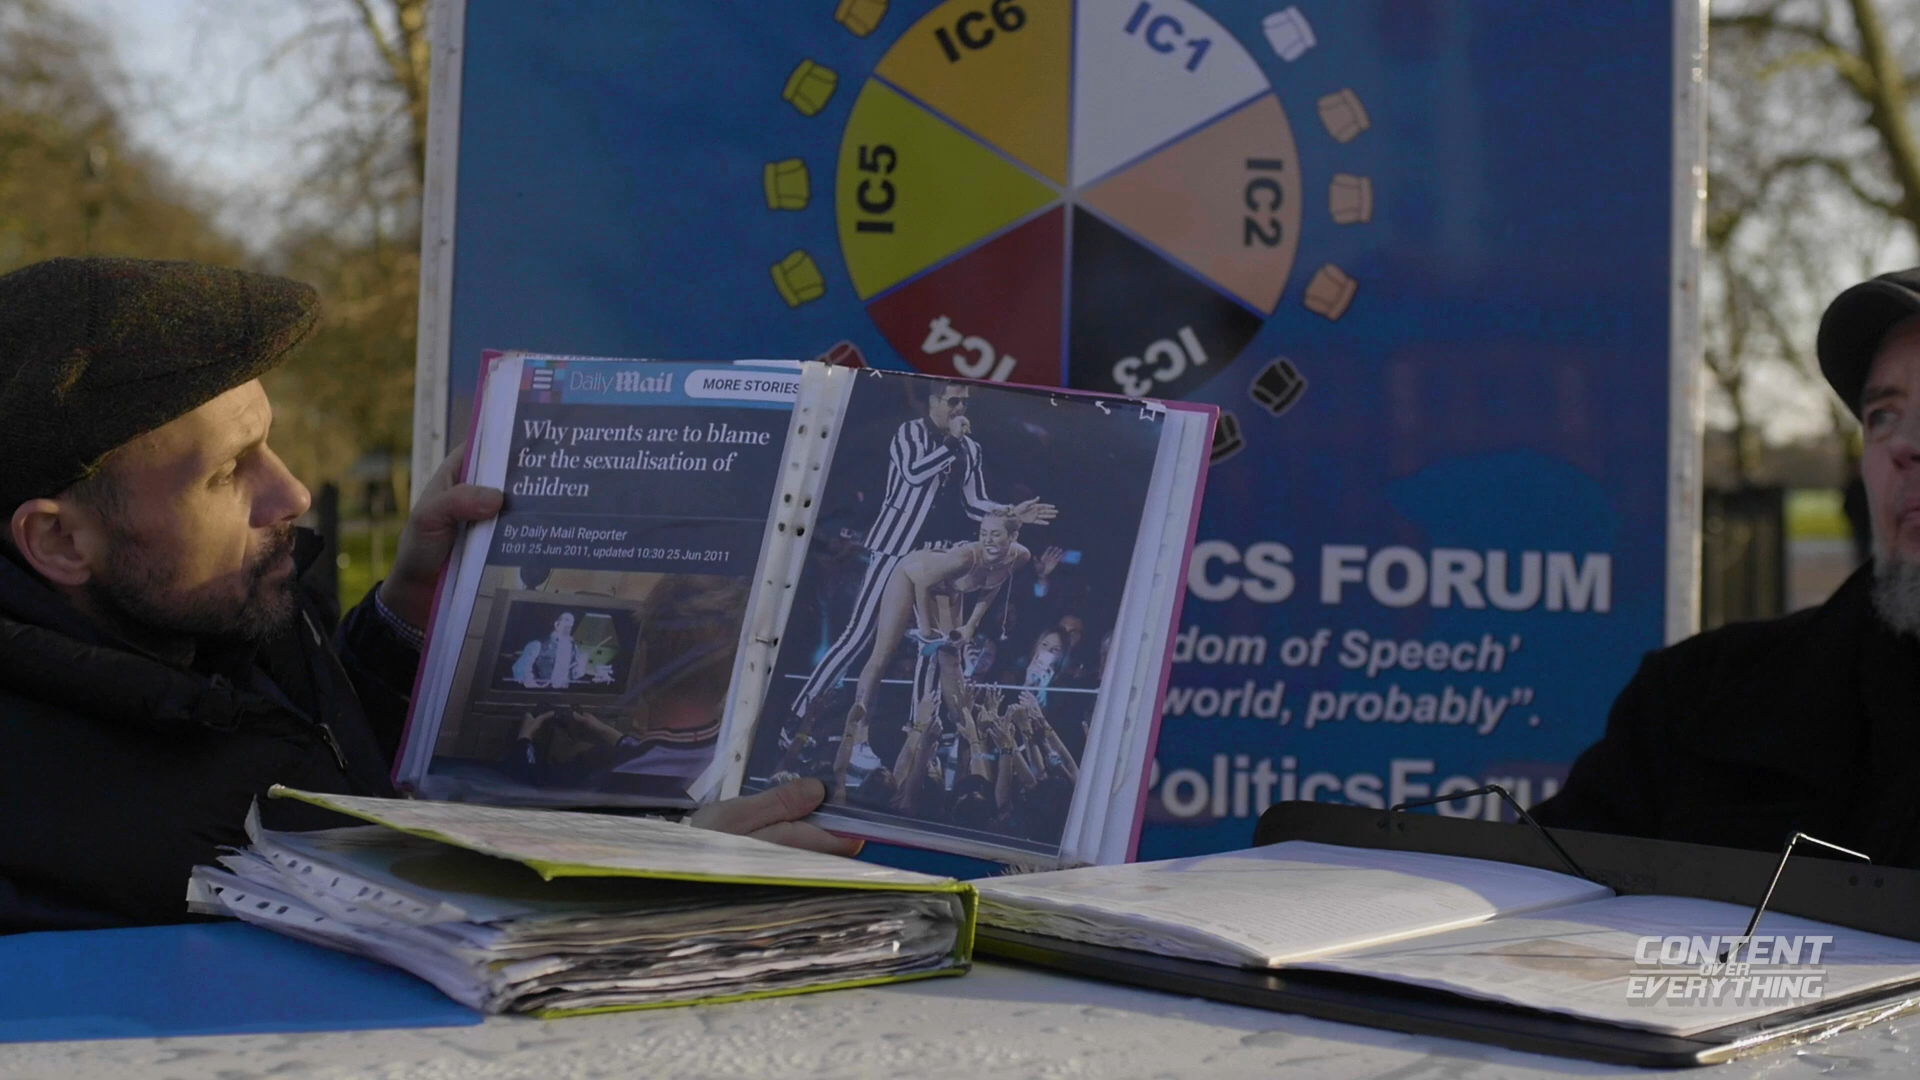 IC6
IC1
IC5
IC2
IC4
IC3
Daily Mail
MORE STORIES
Why parents are to blame
for the sexualisation of
children
By Daily Mail Reporter
10:01 25 Jun 2011, updated 10:30 25 Jun 2011
CS FORUM
dom of Speech’
world, probably”.
PoliticsForu
CONTENT
OVER
EVERYTHING